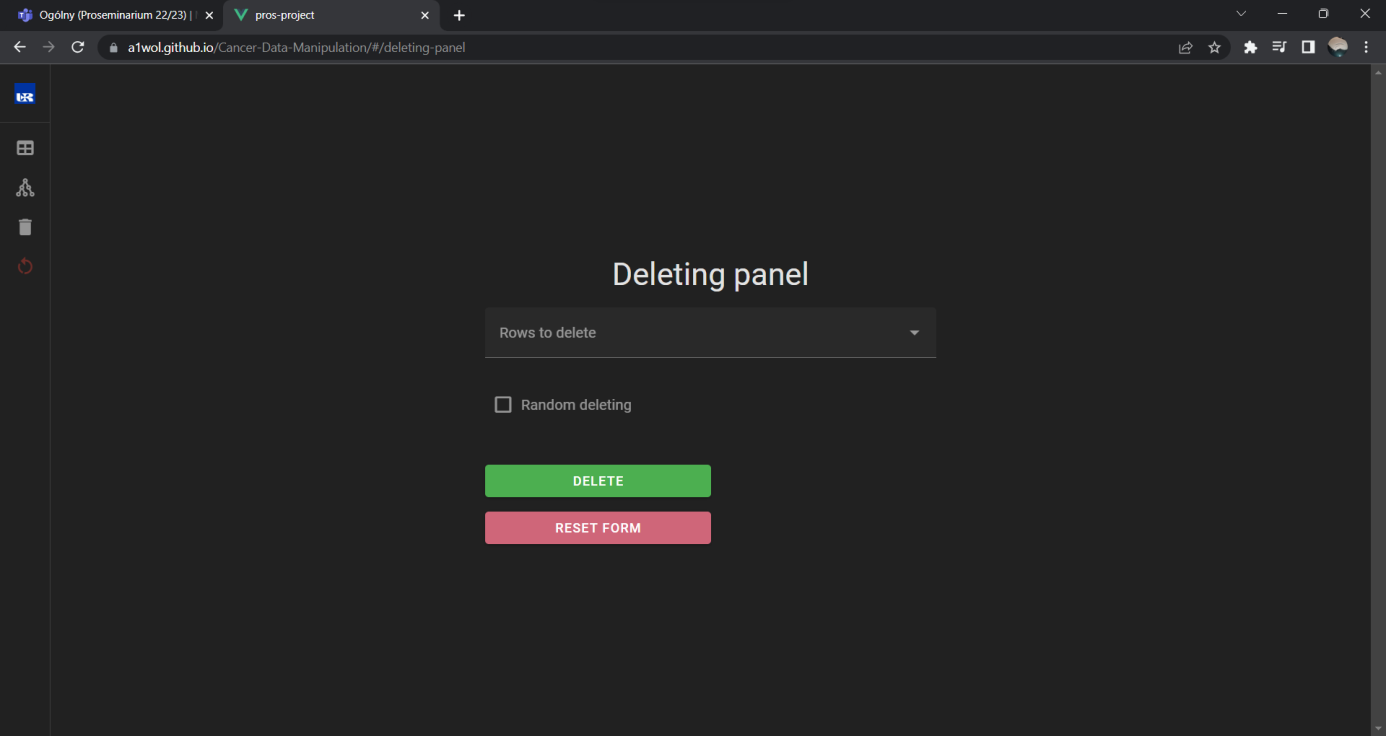 Ogólny (Proseminarium 22/23) |
pros-project
a1wol.github.io/Cancer-Data-Manipulation/#/deleting-panel
UR
Deleting panel
Rows to delete
Random deleting
DELETE
RESET FORM